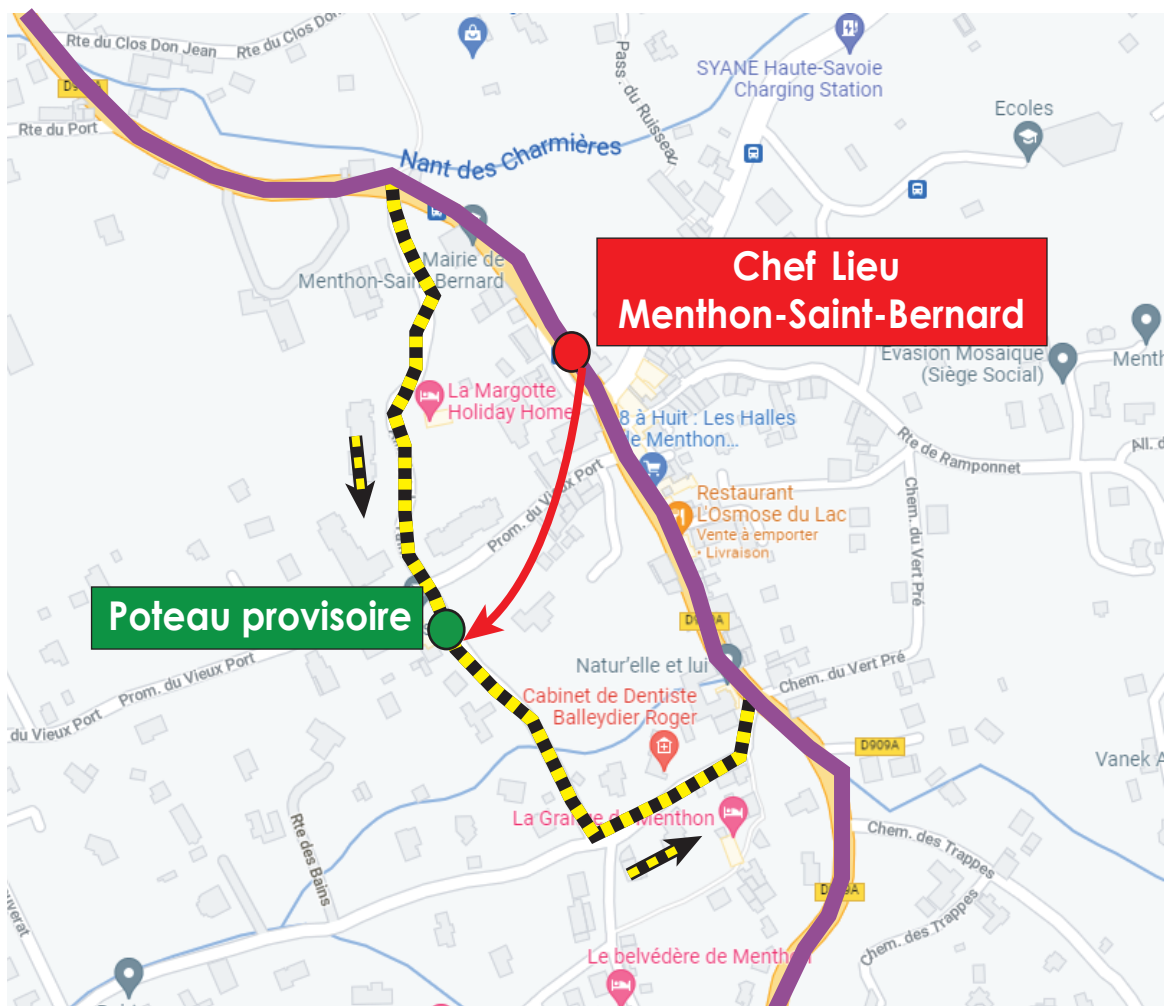 Rte du Clos Don Jean
Rte du Clos Don
SYANE Haute-Savoie
Charging Station
Ecoles
Rte du Port
Pass. du Ruisseau
Nant des Charmières
Mairie de
Menthon-Saint-Bernard
Chef Lieu
Menthon-Saint-Bernard
Evasion Mosaïque
(Siège Social)
Menth
La Margotte
Holiday Home
8 à Huit : Les Halles
de Menthon...
Rte de Ramponnet
All. d
Prom. du Vieux Port
Restaurant
L'Osmose du Lac
Vente à emporter
• Livraison
Chem. du Vert Pré
Poteau provisoire
Natur'elle et lui
Chem. du Vert Pré
Prom. du Vieux Port
du Vieux Port
Cabinet de Dentiste
Balleydier Roger
D909A
Vanek A
La Grange de Menthon
Rte des Bains
Chem. des Trappes
Chem. des Trappes
Le belvédère de Menthon